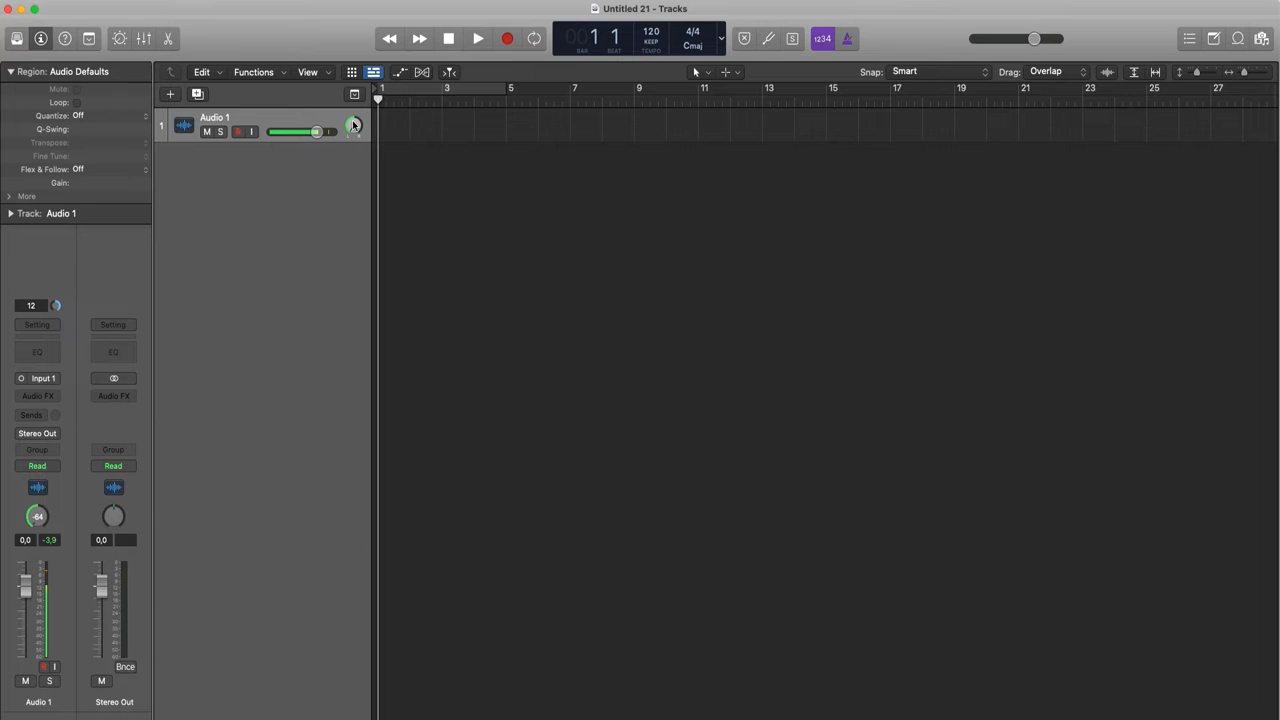 Untitled 21 - Tracks
1 1
BAR BEAT
120
KEEP
TEMPO
4/4
Cmaj
1234
S
Region: Audio Defaults
Edit
Functions
View
Snap: Smart
Drag: Overlap
Mute:
Loop:
Quantize: Off
Q-Swing:
Transpose:
Fine Tune:
Flex & Follow: Off
Gain:
More
Track: Audio 1
1 3 5 7 9 11 13 15 17 19 21 23 25 27
1
Audio 1
M S R I
12
Setting
Setting
EQ
EQ
Input 1
Audio FX
Audio FX
Sends
Stereo Out
Group
Group
Read
Read
-64
0,0 -3,9
0,0
R I
Bnce
M S
M
Audio 1
Stereo Out